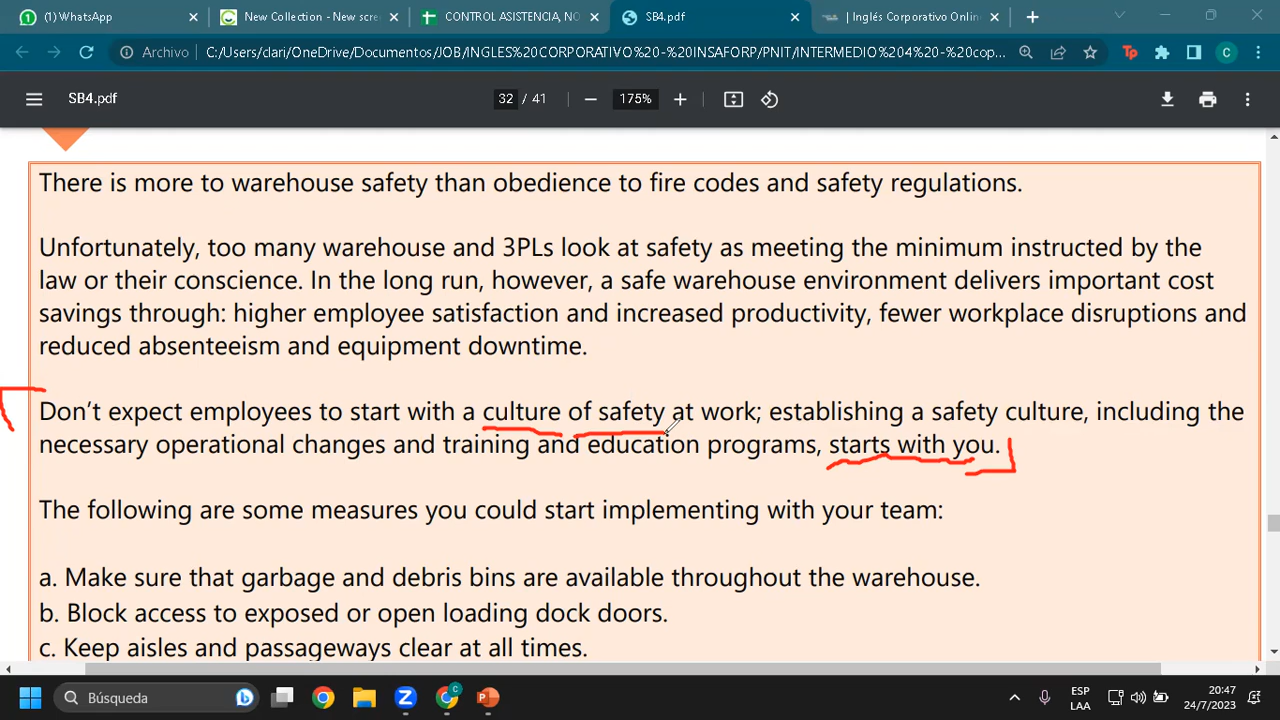 (1) WhatsApp
New Collection - New scre
CONTROL ASISTENCIA, NO
SB4.pdf
| Inglés Corporativo Onlin
Archivo
C:/Users/clari/OneDrive/Documentos/JOB/INGLES%20CORPORATIVO%20-%20INSAFORP/PNIT/INTERMEDIO%204%20-%20cop...
SB4.pdf
32 / 41
175%
There is more to warehouse safety than obedience to fire codes and safety regulations.
Unfortunately, too many warehouse and 3PLs look at safety as meeting the minimum instructed by the
law or their conscience. In the long run, however, a safe warehouse environment delivers important cost
savings through: higher employee satisfaction and increased productivity, fewer workplace disruptions and
reduced absenteeism and equipment downtime.
Don't expect employees to start with a culture of safety at work; establishing a safety culture, including the
necessary operational changes and training and education programs, starts with you.
The following are some measures you could start implementing with your team:
a. Make sure that garbage and debris bins are available throughout the warehouse.
b. Block access to exposed or open loading dock doors.
c. Keep aisles and passageways clear at all times.
Búsqueda
ESP
LAA
20:47
24/7/2023